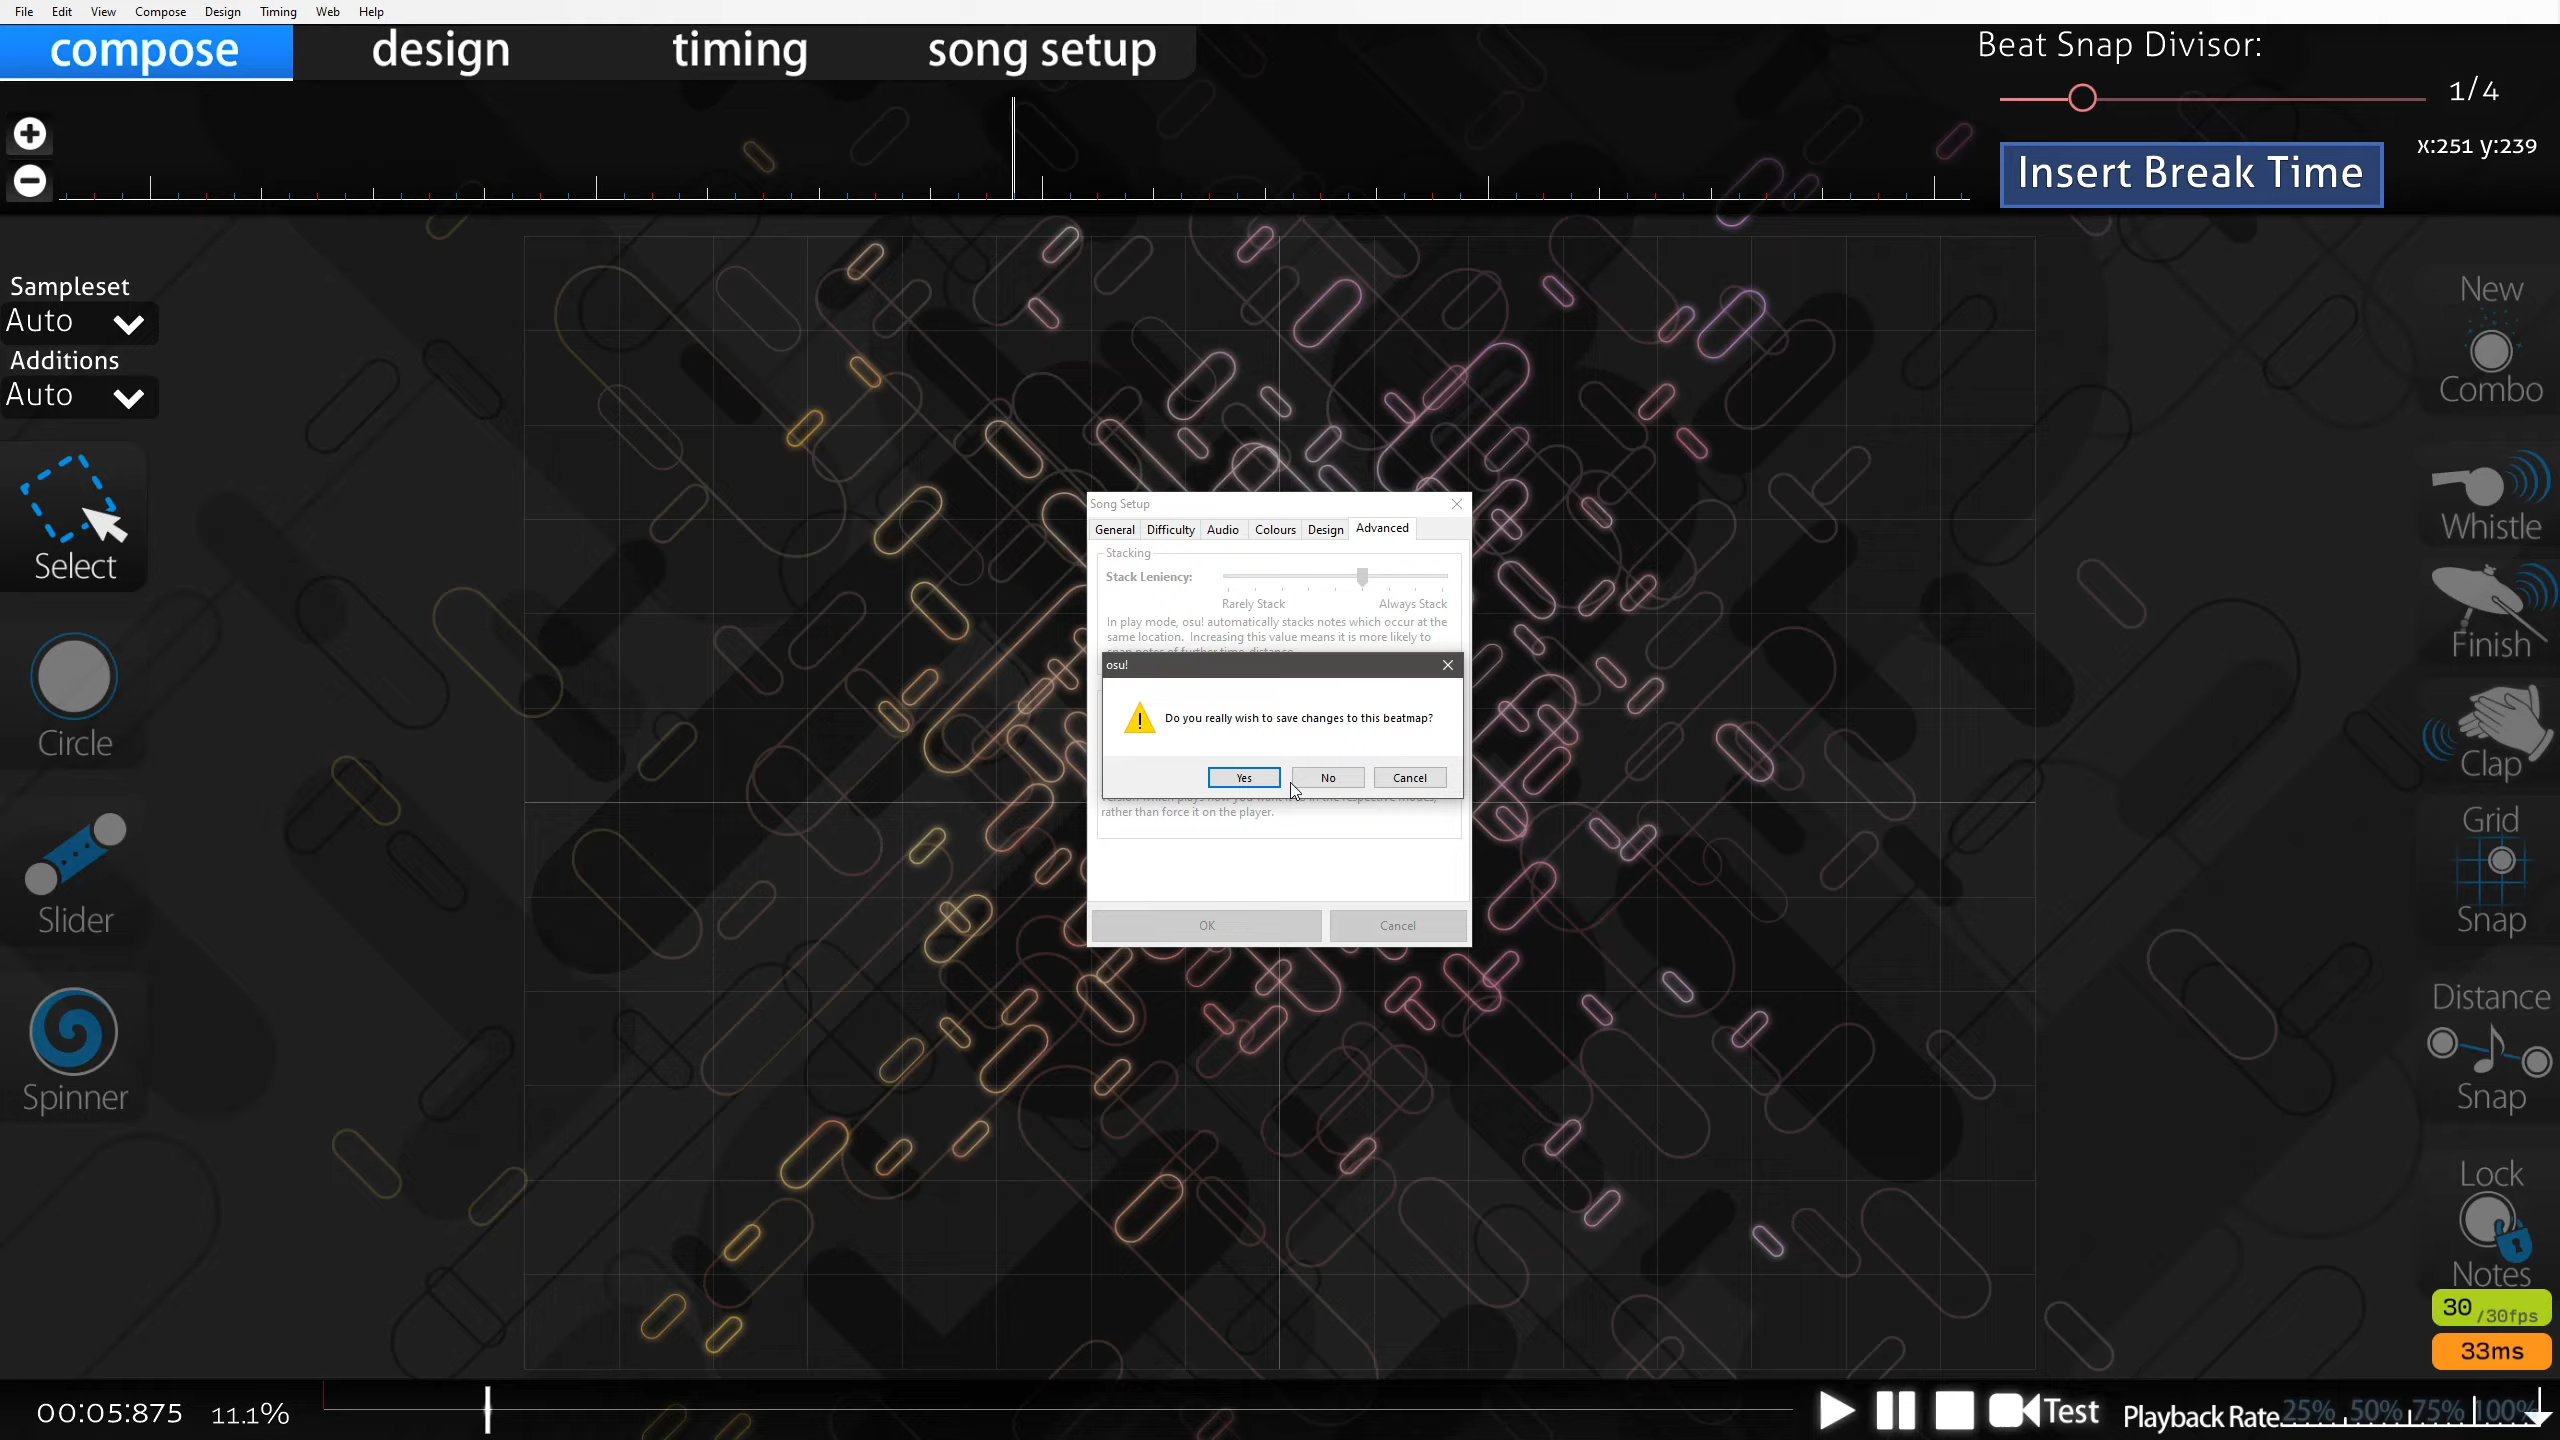 File Edit View Compose Design Timing Web Help
compose design timing song setup
Beat Snap Divisor:
1/4
x:251 y:239
Insert Break Time
Sampleset
Auto
Additions
Auto
Select
Circle
Slider
Spinner
New
Combo
Whistle
Finish
Clap
Grid
Snap
Distance
Snap
Lock
Notes
Song Setup
General Difficulty Audio Colours Design Advanced
Stacking
Stack Leniency:
Rarely Stack Always Stack
In play mode, osu! automatically stacks notes which occur at the
same location. Increasing this value means it is more likely to
snap notes of further time-distance.
osu!
Do you really wish to save changes to this beatmap?
Yes No Cancel
rather than force it on the player.
OK Cancel
30 /30fps
33ms
00:05:875 11.1%
Test
Playback Rate 25% 50% 75% 100%